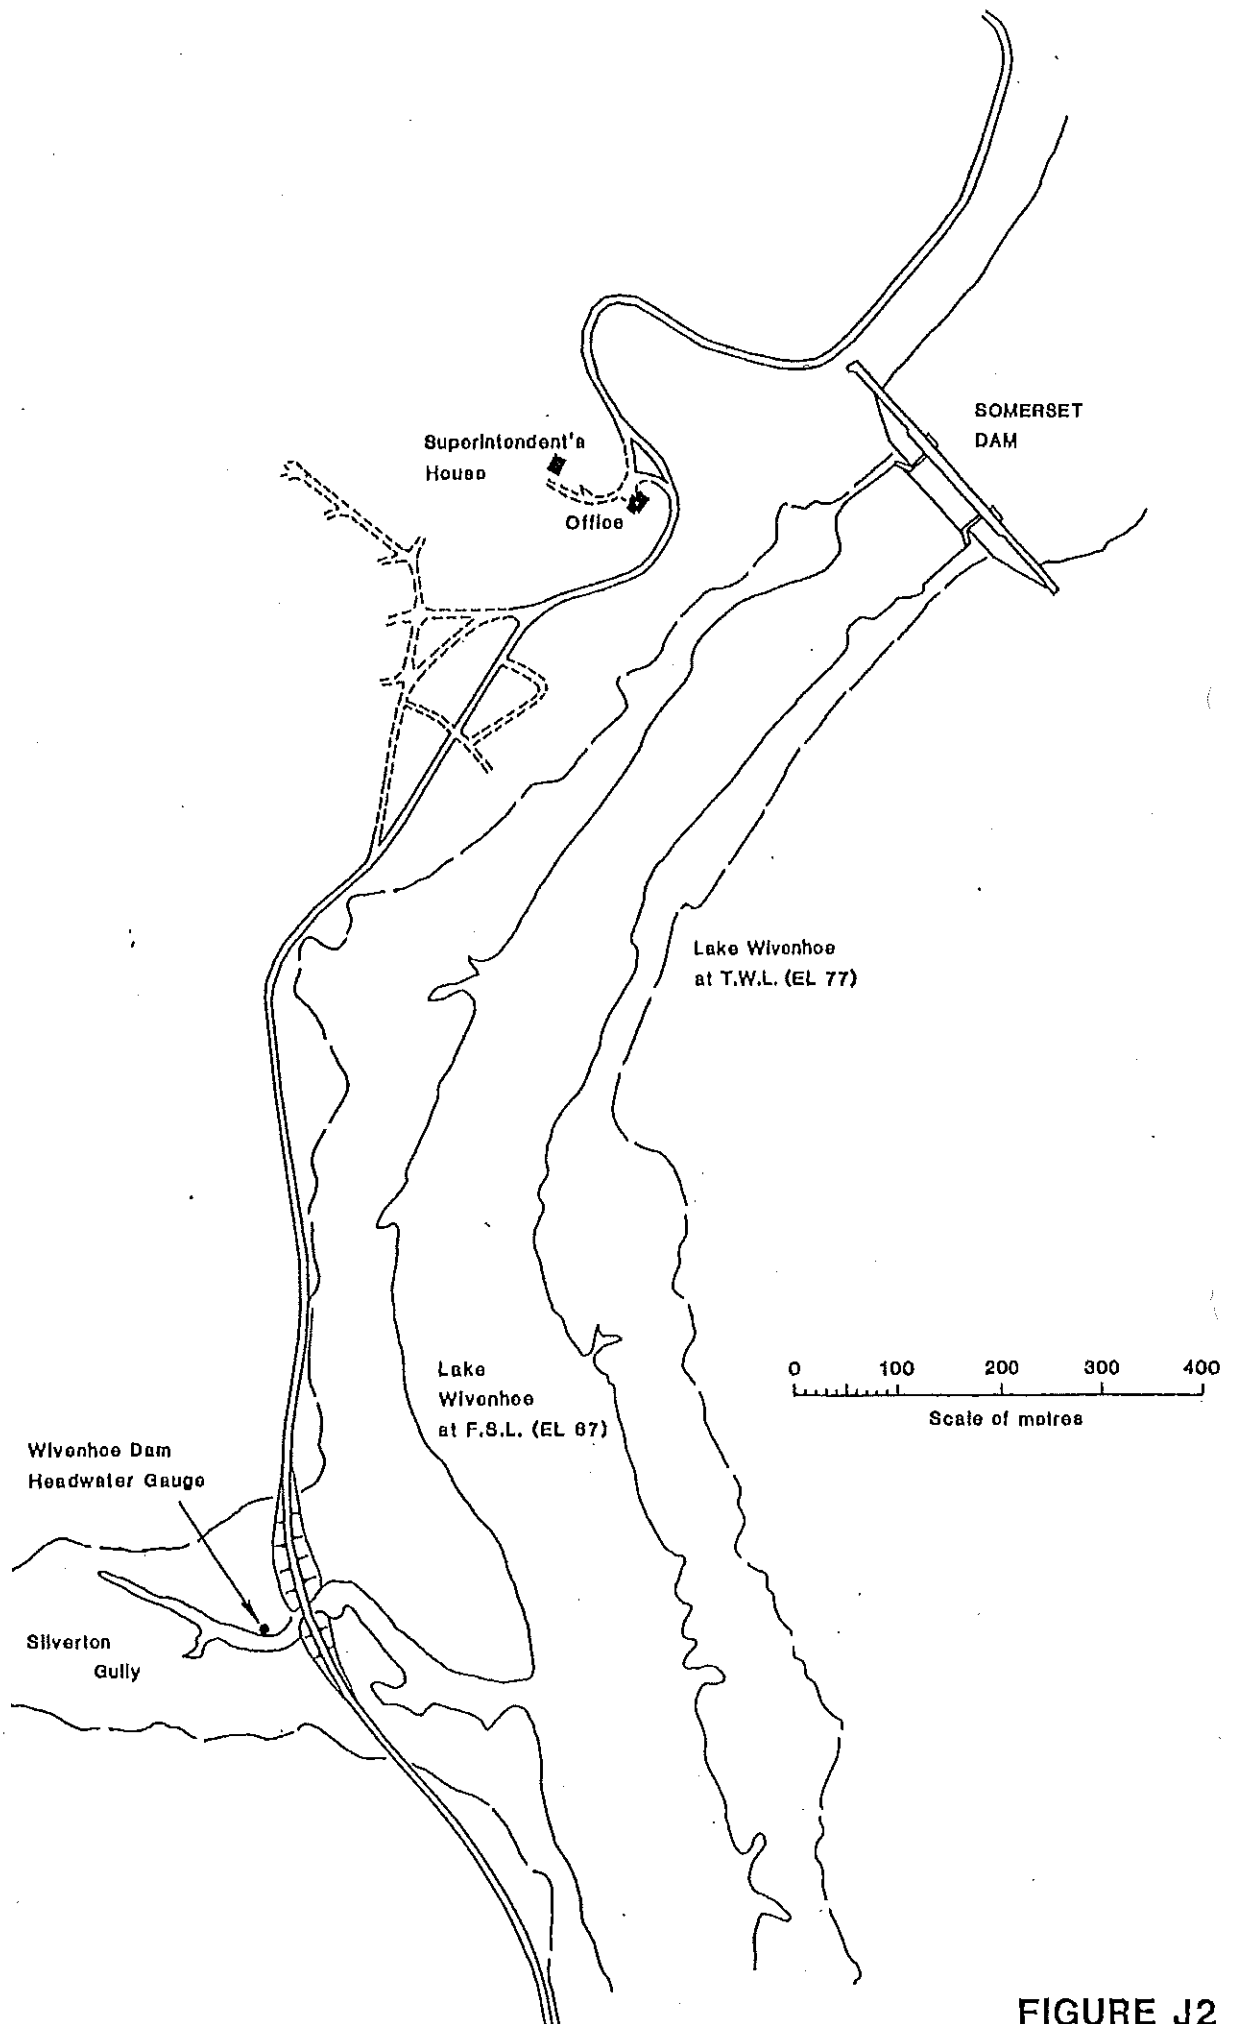 SOMERSET
DAM
Superintendent's
House
Office
Lake Wivenhoe
at T.W.L. (EL 77)
0 100 200 300 400
Scale of metres
Lake
Wivenhoe
at F.S.L. (EL 67)
Wivenhoe Dam
Headwater Gauge
Silverton
Gully
FIGURE J2